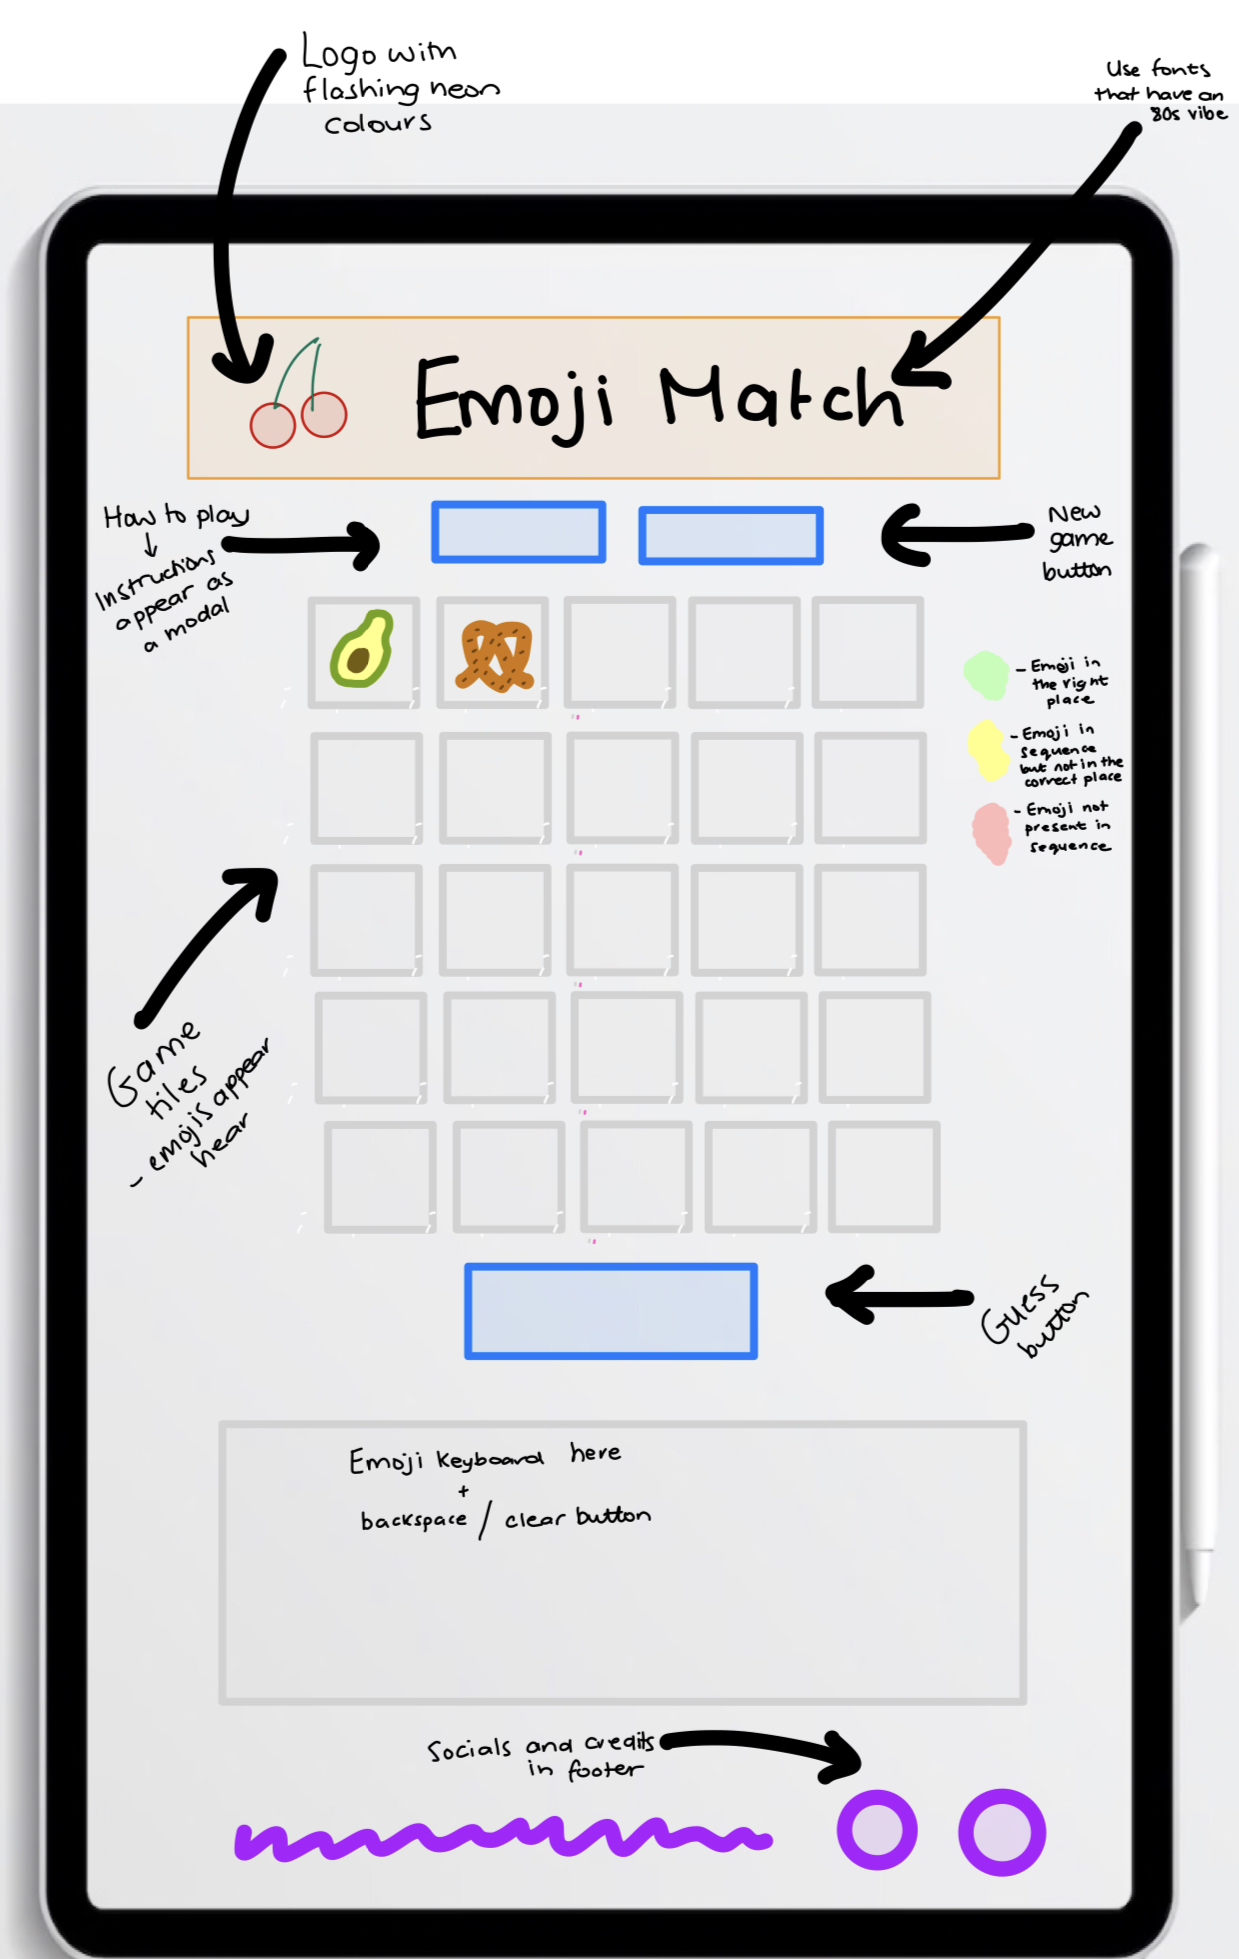 Logo with
flashing neon
colours
Use fonts
that have an
80s vibe
Emoji Match
How to play
↓
Instructions
appear as
a modal
New
game
button
- Emoji in
the right
place
- Emoji in
sequence
but not in the
correct place
- Emoji not
present in
sequence
Game
tiles
- emojis appear
hear
Guess
button
Emoji keyboard here
+
backspace / clear button
Socials and credits
in footer